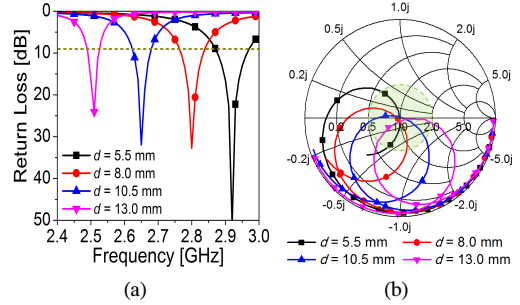 (a)
Return Loss [dB]
0
10
20
30
40
50
d = 5.5 mm
d = 8.0 mm
d = 10.5 mm
d = 13.0 mm
2.4 2.5 2.6 2.7 2.8 2.9 3.0
Frequency [GHz]
(a)
(b)
1.0j
0.5j 2.0j
0.2j 5.0j
0.2 0.5 1.0 2.0 5.0
-0.2j -5.0j
-0.5j -2.0j
-1.0j
d = 5.5 mm d = 8.0 mm
d = 10.5 mm d = 13.0 mm
(b)